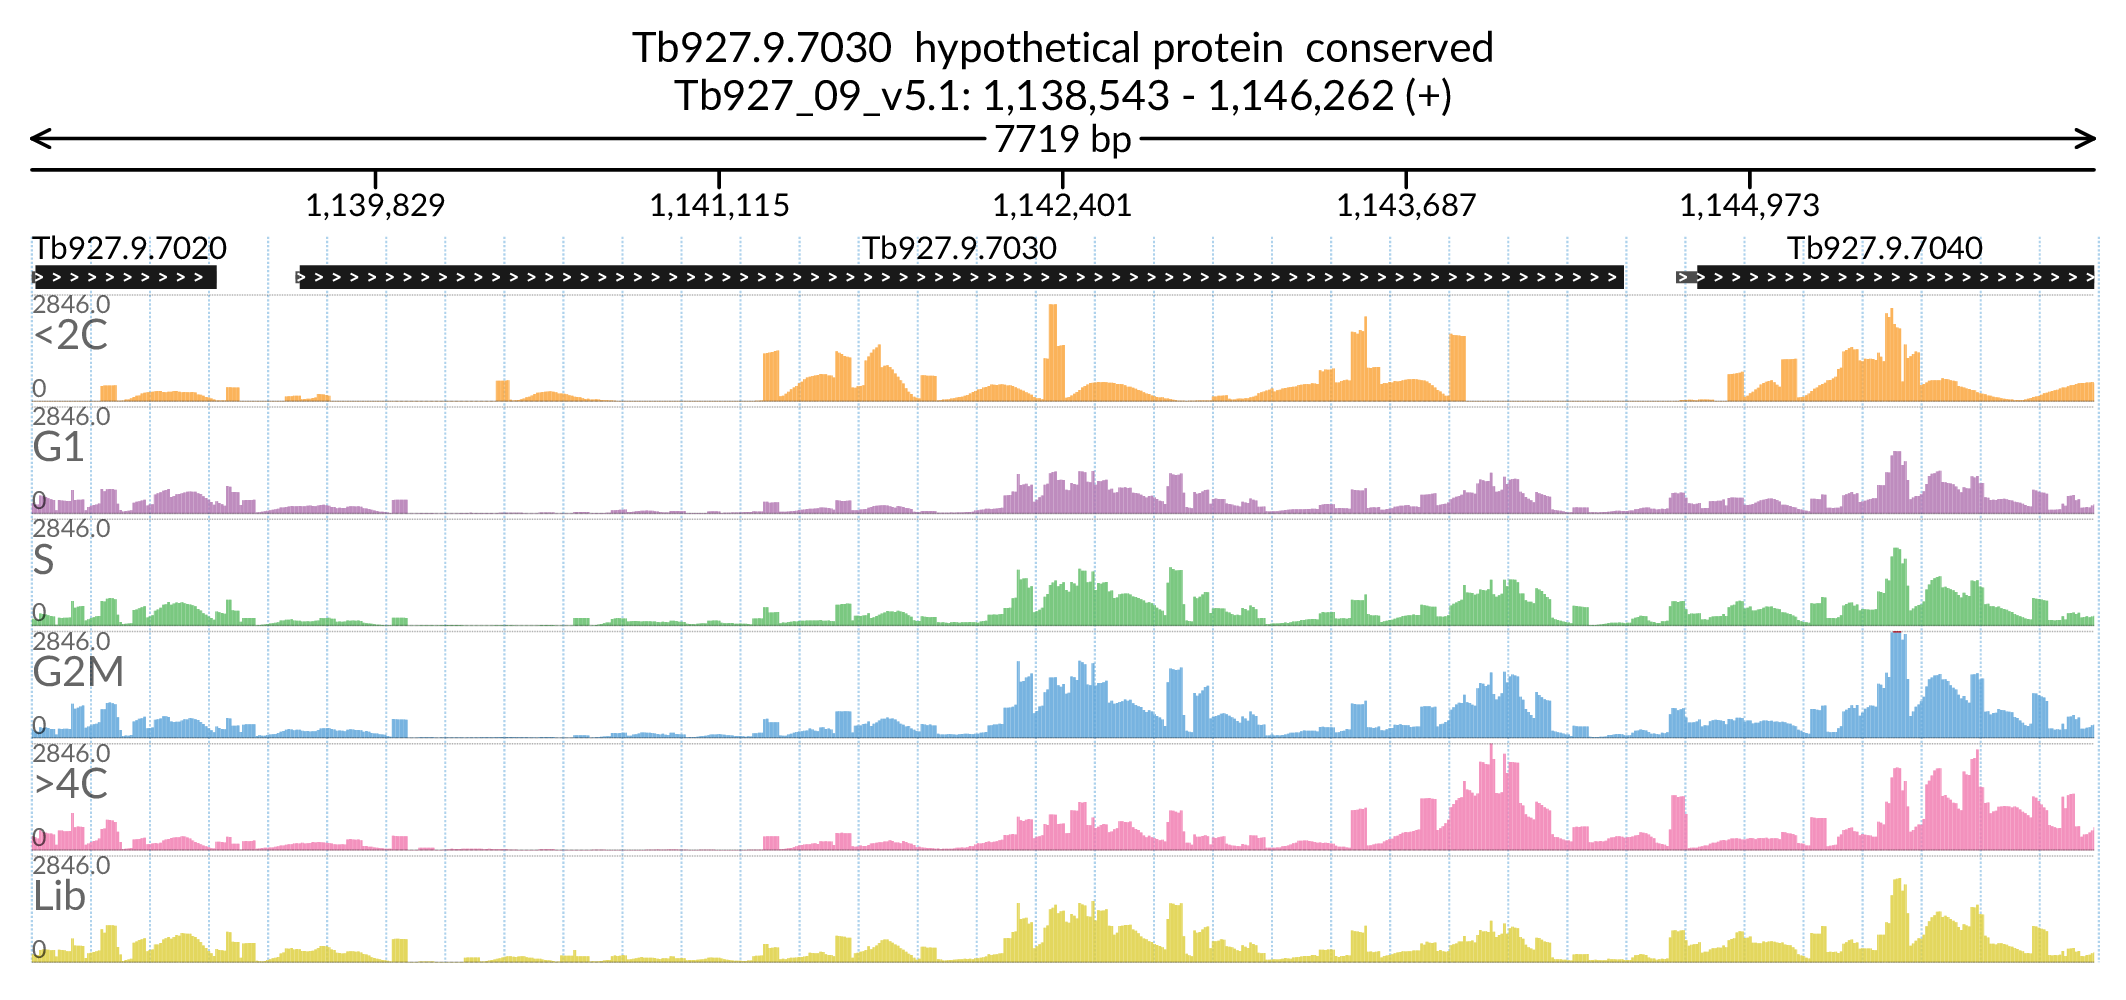 Tb927.9.7030  hypothetical protein  conserved
Tb927_09_v5.1: 1,138,543 - 1,146,262 (+)
7719 bp
1,139,829 1,141,115 1,142,401 1,143,687 1,144,973
Tb927.9.7020 Tb927.9.7030 Tb927.9.7040
2846.0
<2C
0
2846.0
G1
0
2846.0
S
0
2846.0
G2M
0
2846.0
>4C
0
2846.0
Lib
0